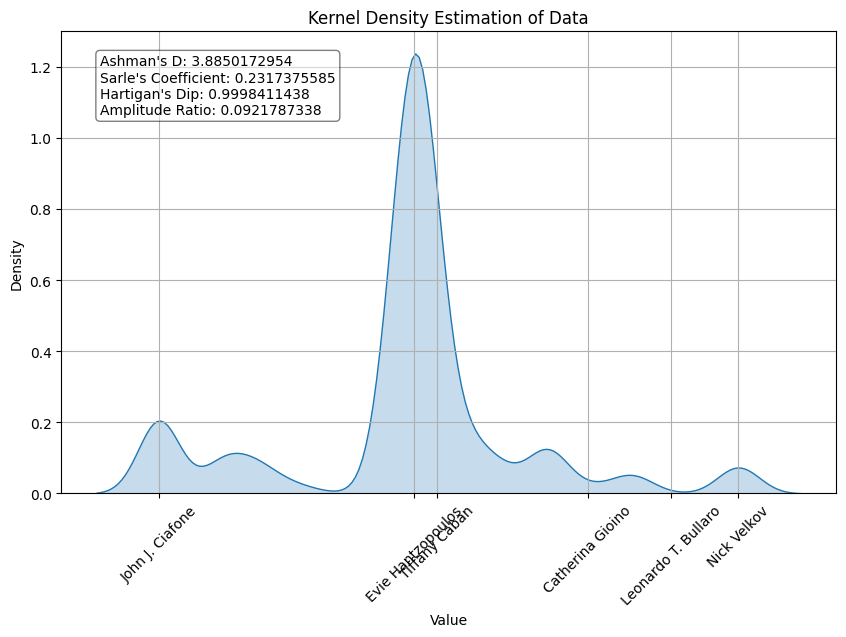 Kernel Density Estimation of Data
Ashman's D: 3.8850172954
Sarle's Coefficient: 0.2317375585
Hartigan's Dip: 0.9998411438
Amplitude Ratio: 0.0921787338
Density
1.2
1.0
0.8
0.6
0.4
0.2
0.0
John J. Ciafone
Evie Hantzopoulos
Tiffany Cabán
Catherina Gioino
Leonardo T. Bullaro
Nick Velkov
Value